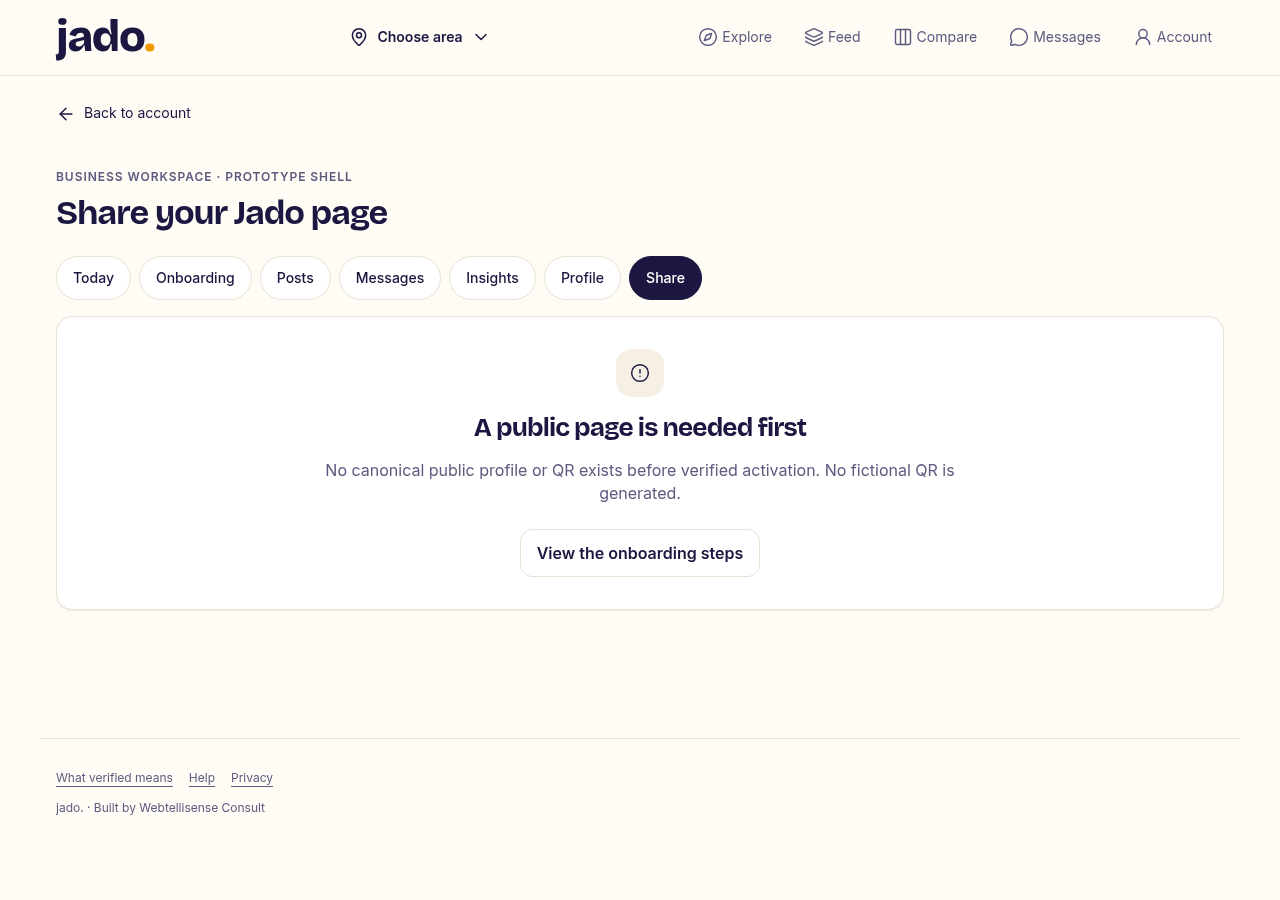 jado.
Choose area
Explore
Feed
Compare
Messages
Account
Back to account
BUSINESS WORKSPACE · PROTOTYPE SHELL
Share your Jado page
Today
Onboarding
Posts
Messages
Insights
Profile
Share
A public page is needed first
No canonical public profile or QR exists before verified activation. No fictional QR is
generated.
View the onboarding steps
What verified means
Help
Privacy
jado. · Built by Webtellisense Consult